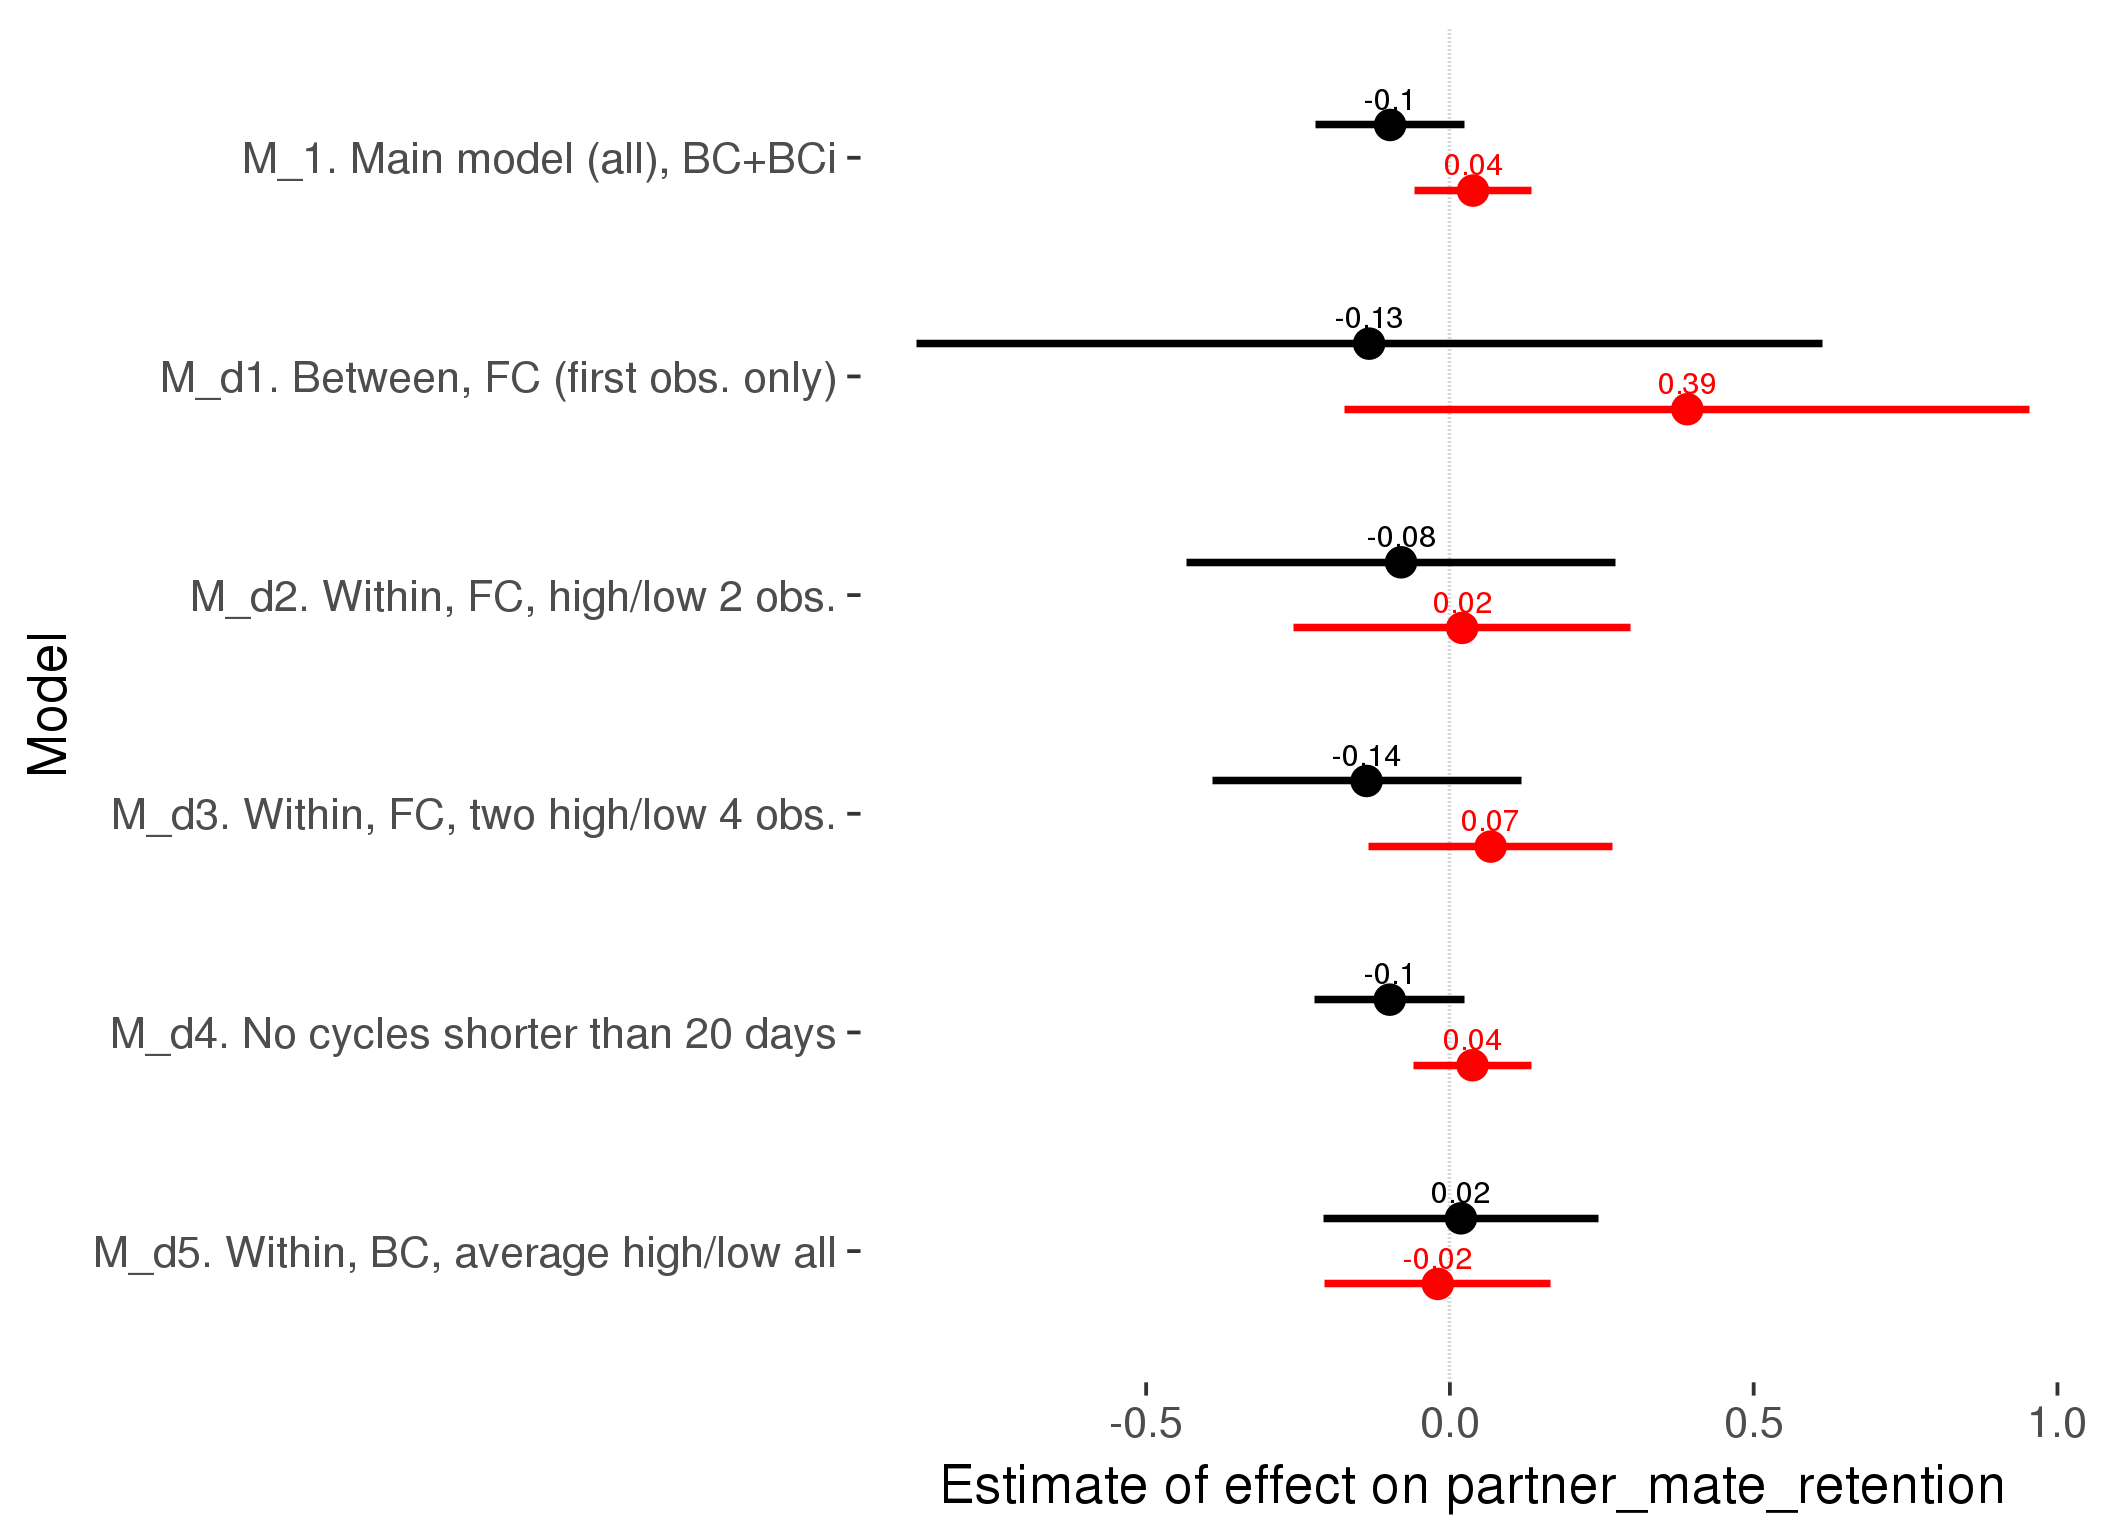 Model
M_1. Main model (all), BC+BCi
-0.1
0.04
M_d1. Between, FC (first obs. only)
-0.13
0.39
M_d2. Within, FC, high/low 2 obs.
-0.08
0.02
M_d3. Within, FC, two high/low 4 obs.
-0.14
0.07
M_d4. No cycles shorter than 20 days
-0.1
0.04
M_d5. Within, BC, average high/low all
0.02
-0.02
-0.5 0.0 0.5 1.0
Estimate of effect on partner_mate_retention